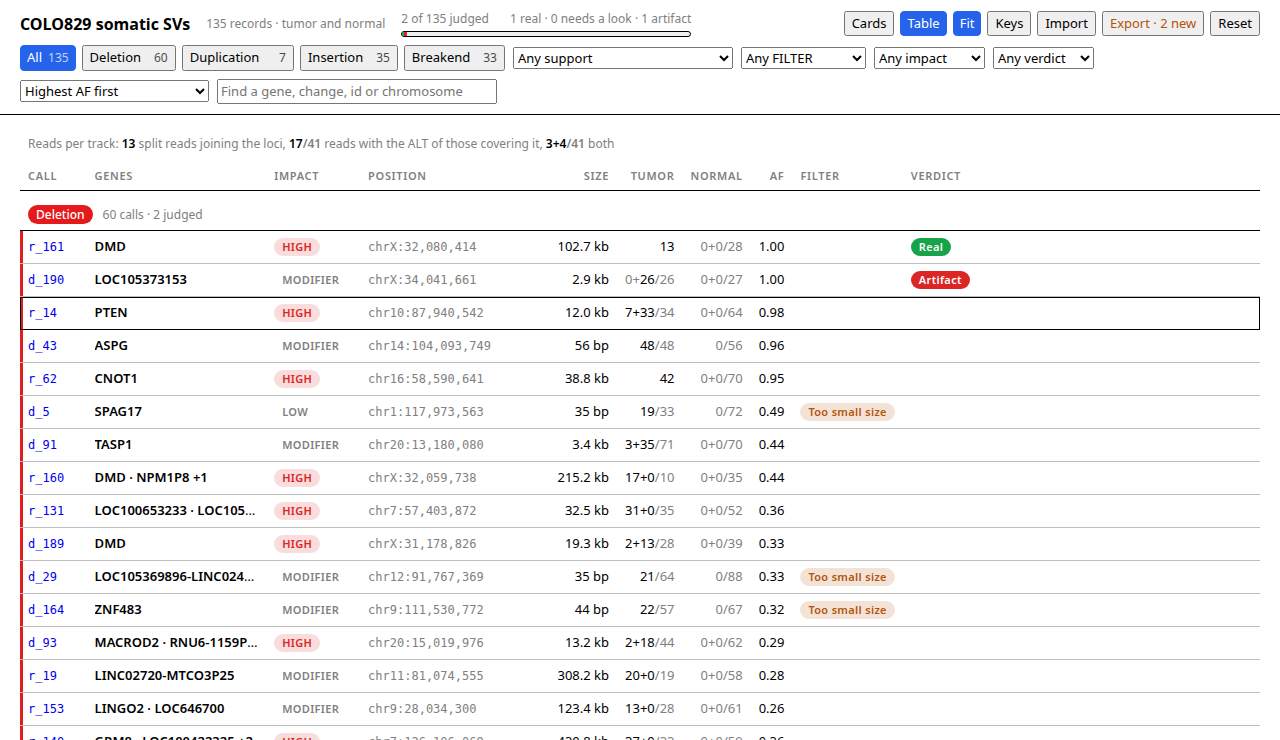 COLO829 somatic SVs 135 records · tumor and normal 2 of 135 judged 1 real · 0 needs a look · 1 artifact Cards Table Fit Keys Import Export · 2 new Reset
All 135 Deletion 60 Duplication 7 Insertion 35 Breakend 33 Any support Any FILTER Any impact Any verdict
Highest AF first Find a gene, change, id or chromosome
Reads per track: 13 split reads joining the loci, 17/41 reads with the ALT of those covering it, 3+4/41 both
CALL GENES IMPACT POSITION SIZE TUMOR NORMAL AF FILTER VERDICT
Deletion 60 calls · 2 judged
r_161 DMD HIGH chrX:32,080,414 102.7 kb 13 0+0/28 1.00 Real
d_190 LOC105373153 MODIFIER chrX:34,041,661 2.9 kb 0+26/26 0+0/27 1.00 Artifact
r_14 PTEN HIGH chr10:87,940,542 12.0 kb 7+33/34 0+0/64 0.98
d_43 ASPG MODIFIER chr14:104,093,749 56 bp 48/48 0/56 0.96
r_62 CNOT1 HIGH chr16:58,590,641 38.8 kb 42 0+0/70 0.95
d_5 SPAG17 LOW chr1:117,973,563 35 bp 19/33 0/72 0.49 Too small size
d_91 TASP1 MODIFIER chr20:13,180,080 3.4 kb 3+35/71 0+0/70 0.44
r_160 DMD · NPM1P8 +1 HIGH chrX:32,059,738 215.2 kb 17+0/10 0+0/35 0.44
r_131 LOC100653233 · LOC105... HIGH chr7:57,403,872 32.5 kb 31+0/35 0+0/52 0.36
d_189 DMD HIGH chrX:31,178,826 19.3 kb 2+13/28 0+0/39 0.33
d_29 LOC105369896-LINC024... MODIFIER chr12:91,767,369 35 bp 21/64 0/88 0.33 Too small size
d_164 ZNF483 MODIFIER chr9:111,530,772 44 bp 22/57 0/67 0.32 Too small size
d_93 MACROD2 · RNU6-1159P... HIGH chr20:15,019,976 13.2 kb 2+18/44 0+0/62 0.29
r_19 LINC02720-MTCO3P25 MODIFIER chr11:81,074,555 308.2 kb 20+0/19 0+0/58 0.28
r_153 LINGO2 · LOC646700 MODIFIER chr9:28,034,300 123.4 kb 13+0/28 0+0/61 0.26